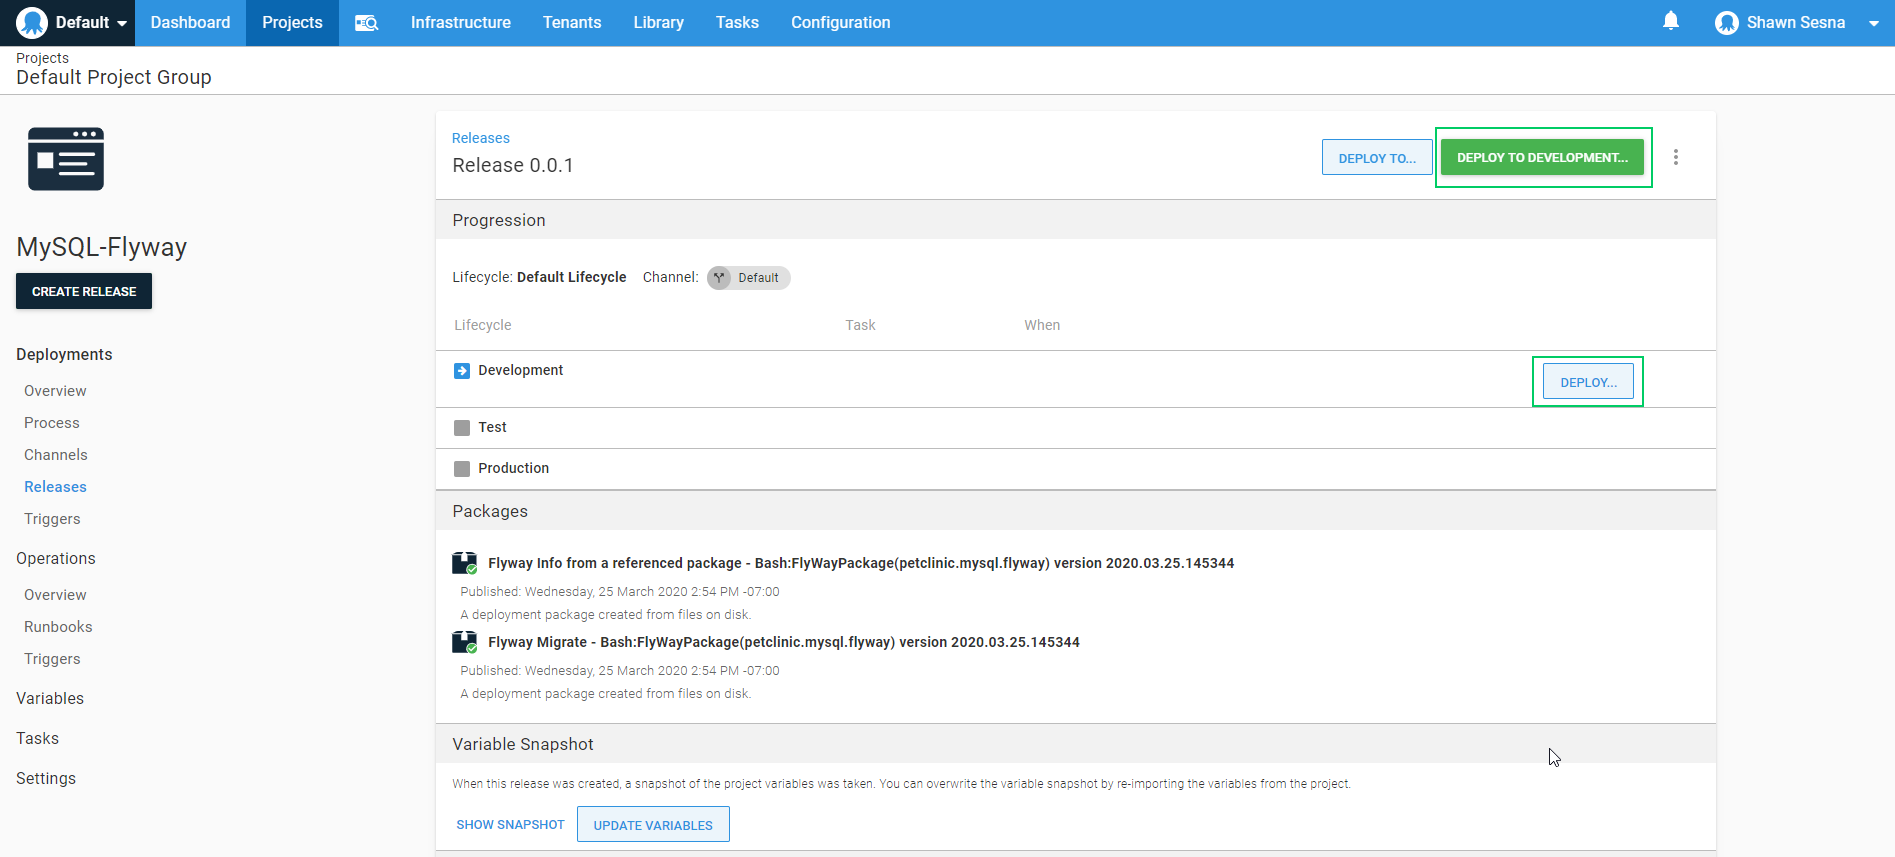 Default Dashboard Projects Infrastructure Tenants Library Tasks Configuration Shawn Sesna
Projects
Default Project Group
MySQL-Flyway
CREATE RELEASE
Deployments
Overview
Process
Channels
Releases
Triggers
Operations
Overview
Runbooks
Triggers
Variables
Tasks
Settings
Releases
Release 0.0.1
DEPLOY TO... DEPLOY TO DEVELOPMENT...
Progression
Lifecycle: Default Lifecycle Channel: Default
Lifecycle Task When
Development DEPLOY...
Test
Production
Packages
Flyway Info from a referenced package - Bash:FlyWayPackage(petclinic.mysql.flyway) version 2020.03.25.145344
Published: Wednesday, 25 March 2020 2:54 PM -07:00
A deployment package created from files on disk.
Flyway Migrate - Bash:FlyWayPackage(petclinic.mysql.flyway) version 2020.03.25.145344
Published: Wednesday, 25 March 2020 2:54 PM -07:00
A deployment package created from files on disk.
Variable Snapshot
When this release was created, a snapshot of the project variables was taken. You can overwrite the variable snapshot by re-importing the variables from the project.
SHOW SNAPSHOT UPDATE VARIABLES